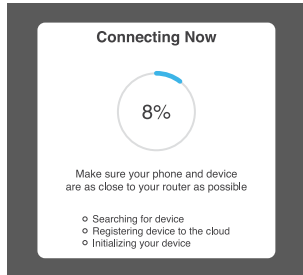 Connecting Now
8%
Make sure your phone and device
are as close to your router as possible
Searching for device
Registering device to the cloud
Initializing your device